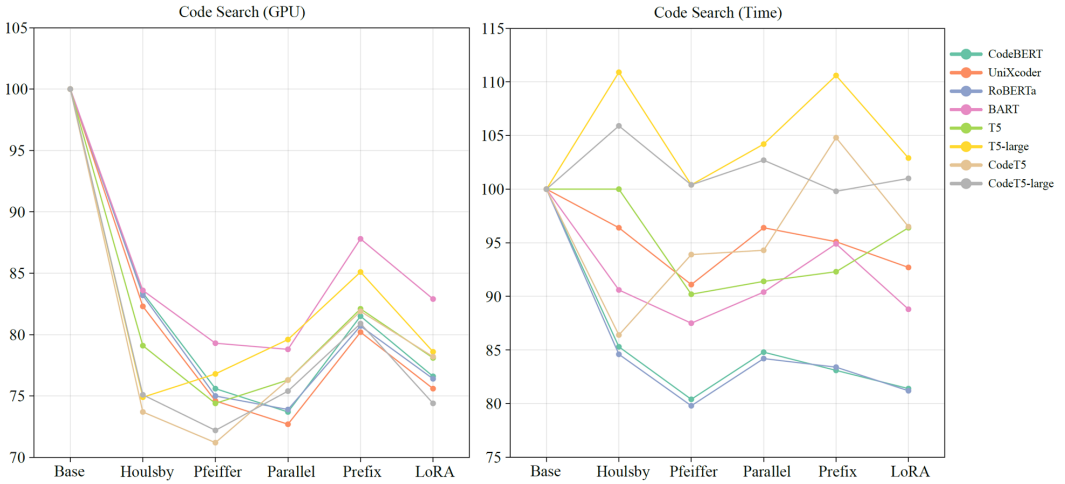 Code Search (GPU)
105
100
95
90
85
80
75
70
Base Houlsby Pfeiffer Parallel Prefix LoRA
Code Search (Time)
115
110
105
100
95
90
85
80
75
Base Houlsby Pfeiffer Parallel Prefix LoRA
CodeBERT
UniXcoder
RoBERTa
BART
T5
T5-large
CodeT5
CodeT5-large